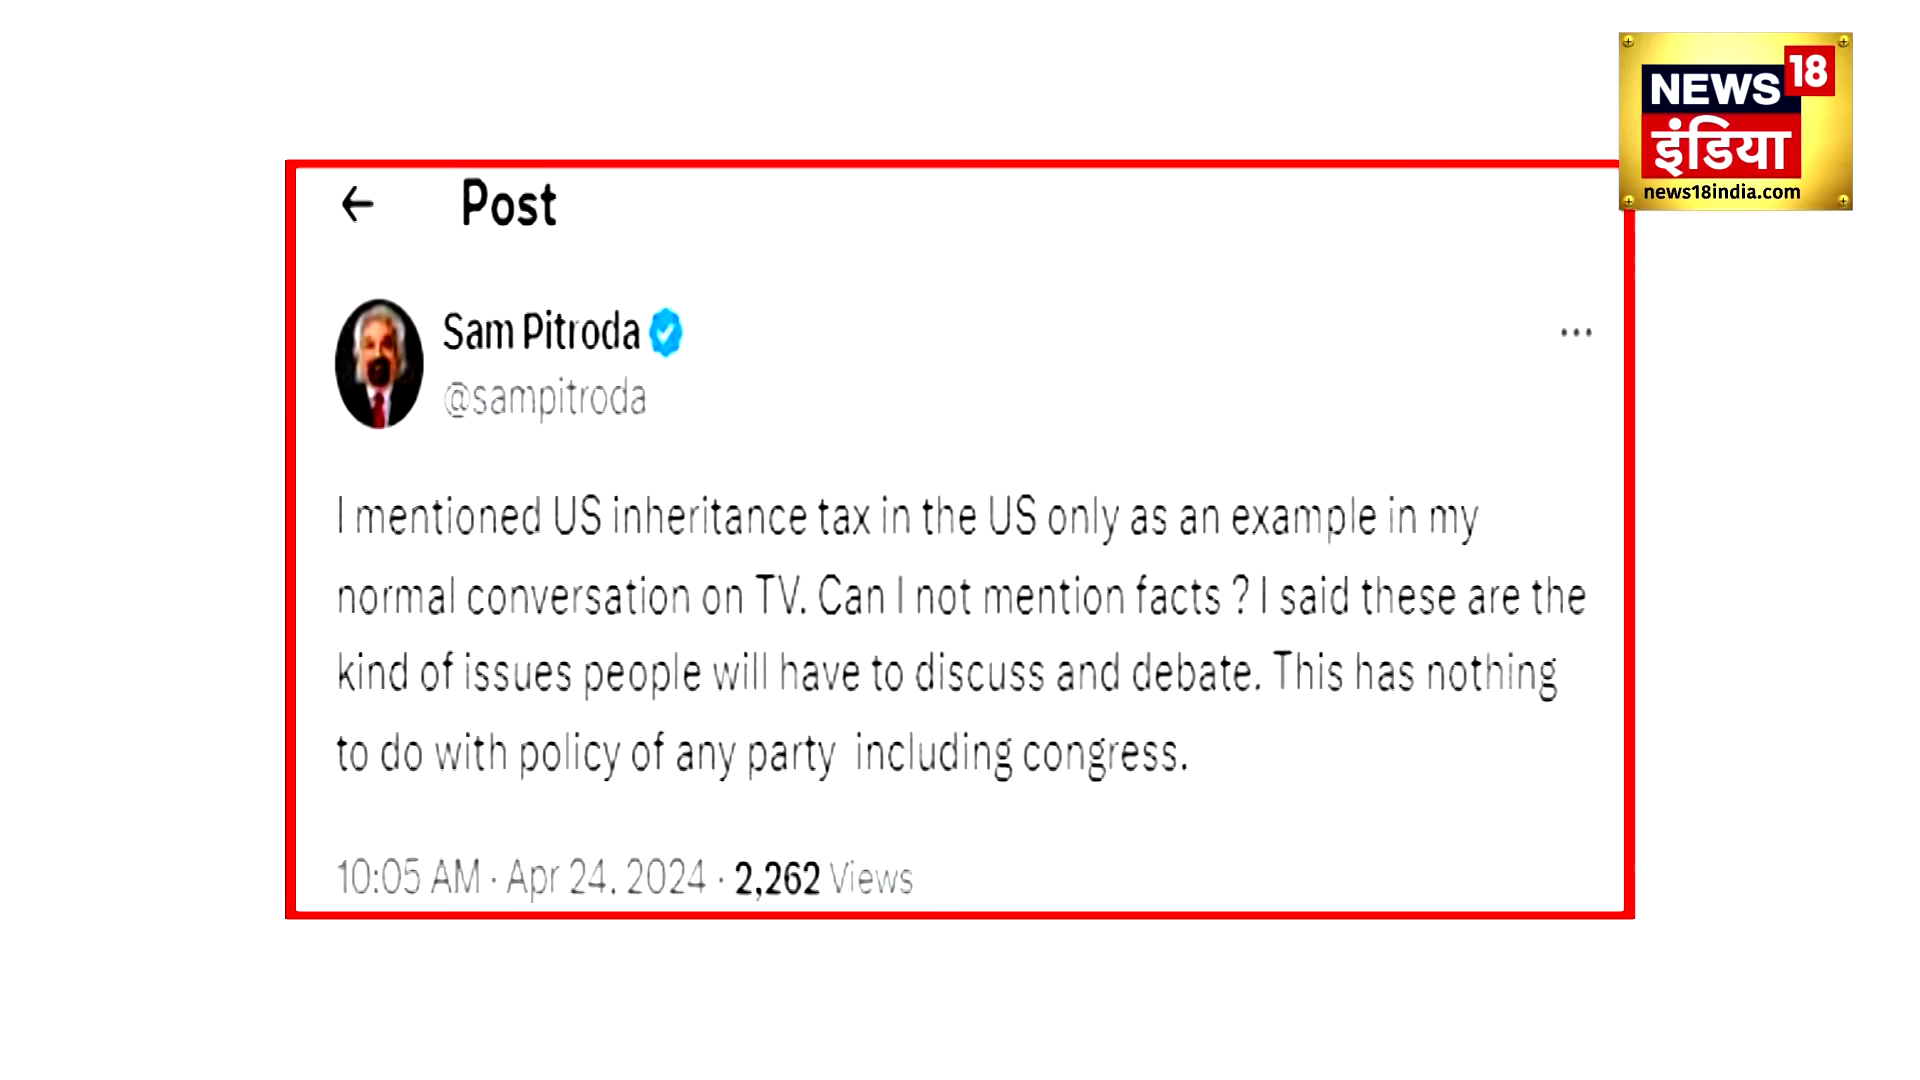 NEWS 18
इंडिया
news18india.com
Post
Sam Pitroda
@sampitroda
I mentioned US inheritance tax in the US only as an example in my
normal conversation on TV. Can I not mention facts ? I said these are the
kind of issues people will have to discuss and debate. This has nothing
to do with policy of any party  including congress.
10:05 AM · Apr 24, 2024 · 2,262 Views